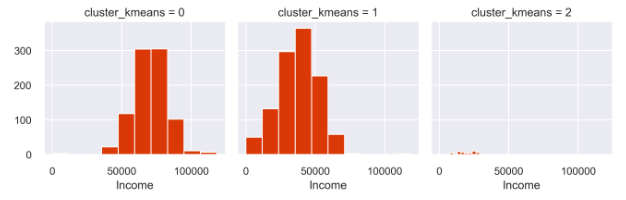 cluster_kmeans = 0 cluster_kmeans = 1 cluster_kmeans = 2
300
200
100
0
0 50000 100000 0 50000 100000 0 50000 100000
Income Income Income